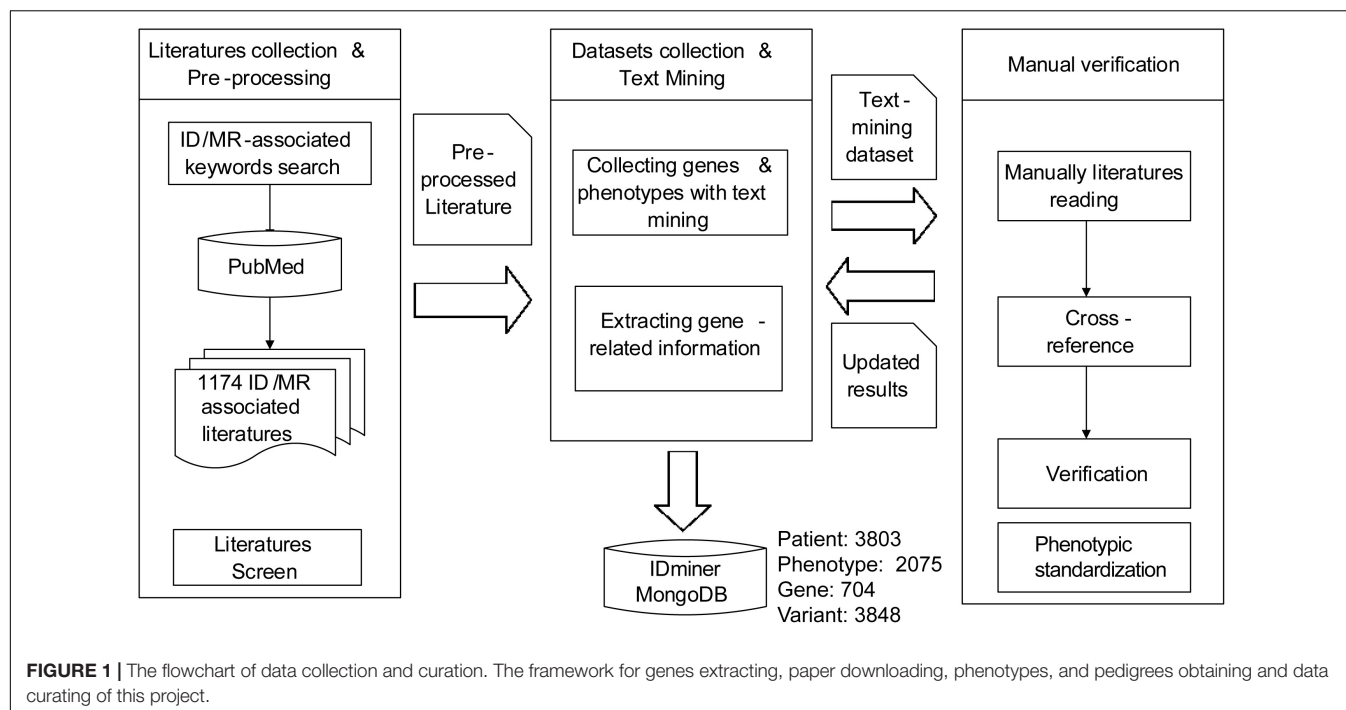 Literatures collection &
Pre-processing
ID/MR-associated
keywords search
PubMed
1174 ID/MR
associated
literatures
Literatures
Screen
Pre-
processed
Literature
Datasets collection &
Text Mining
Collecting genes &
phenotypes with text
mining
Extracting gene-
related information
IDminer
MongoDB
Patient: 3803
Phenotype: 2075
Gene: 704
Variant: 3848
Text-
mining
dataset
Updated
results
Manual verification
Manually literatures
reading
Cross-
reference
Verification
Phenotypic
standardization
FIGURE 1 | The flowchart of data collection and curation. The framework for genes extracting, paper downloading, phenotypes, and pedigrees obtaining and data
curating of this project.